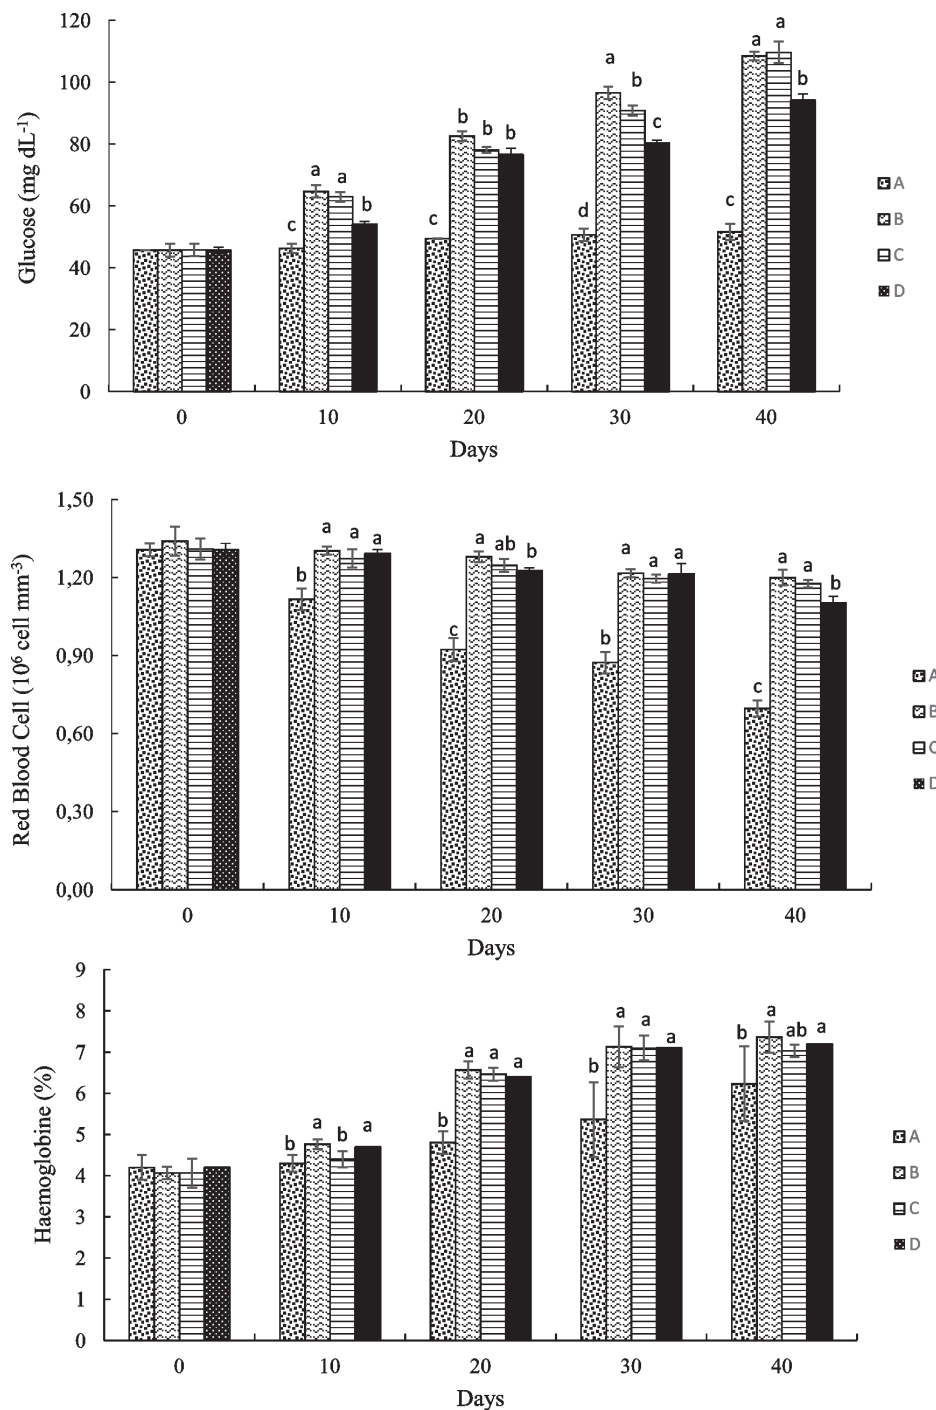 120
100
80
60
40
20
0
Glucose (mg dL⁻¹)
c a a b
c b b b
d a b c
c a a b
0 10 20 30 40
Days
A
B
C
D
1,50
1,20
0,90
0,60
0,30
0,00
Red Blood Cell (10⁶ cell mm⁻³)
b a a a
c a ab b
b a a a
c a a b
0 10 20 30 40
Days
A
B
C
D
9
8
7
6
5
4
3
2
1
0
Haemoglobine (%)
b a b a
b a a a
b a a a
b a ab a
0 10 20 30 40
Days
A
B
C
D